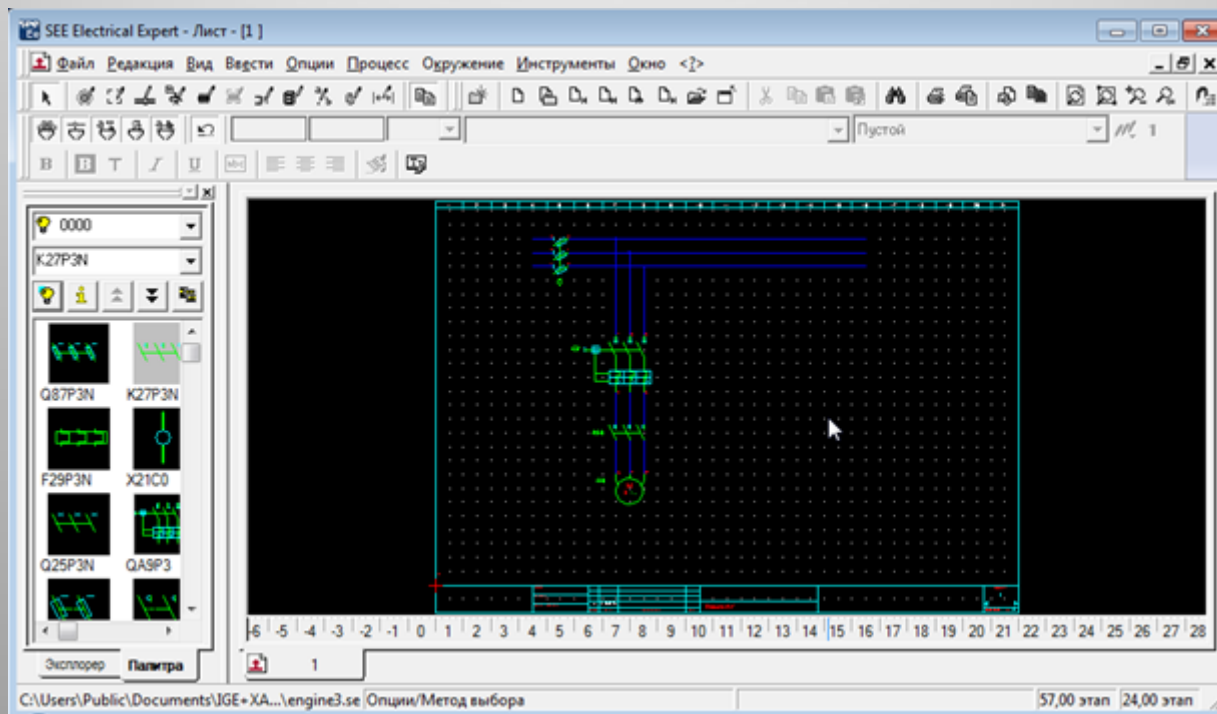 SEE Electrical Expert - Лист - [1 ]
Файл Редакция Вид Ввести Опции Процесс Окружение Инструменты Окно <?>
Пустой 1
B B T I U abc
0000
K27P3N
Q87P3N K27P3N
F29P3N X21C0
Q25P3N QA9P3
-6 -5 -4 -3 -2 -1 0 1 2 3 4 5 6 7 8 9 10 11 12 13 14 15 16 17 18 19 20 21 22 23 24 25 26 27 28
Эксплорер Палитра 1
C:\Users\Public\Documents\IGE+XA...\engine3.se Опции/Метод выбора 57,00 этап 24,00 этап